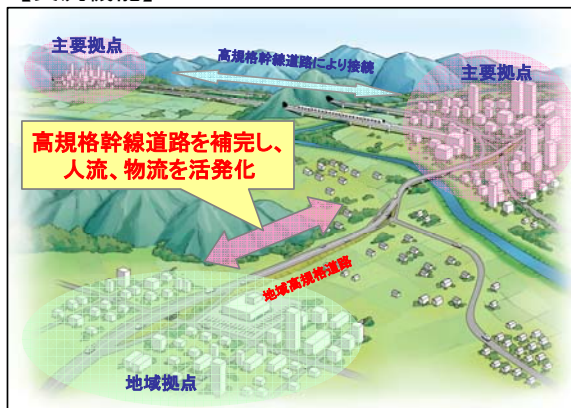 主要拠点
高規格幹線道路により接続
主要拠点
高規格幹線道路を補完し、
人流、物流を活発化
地域高規格道路
地域拠点